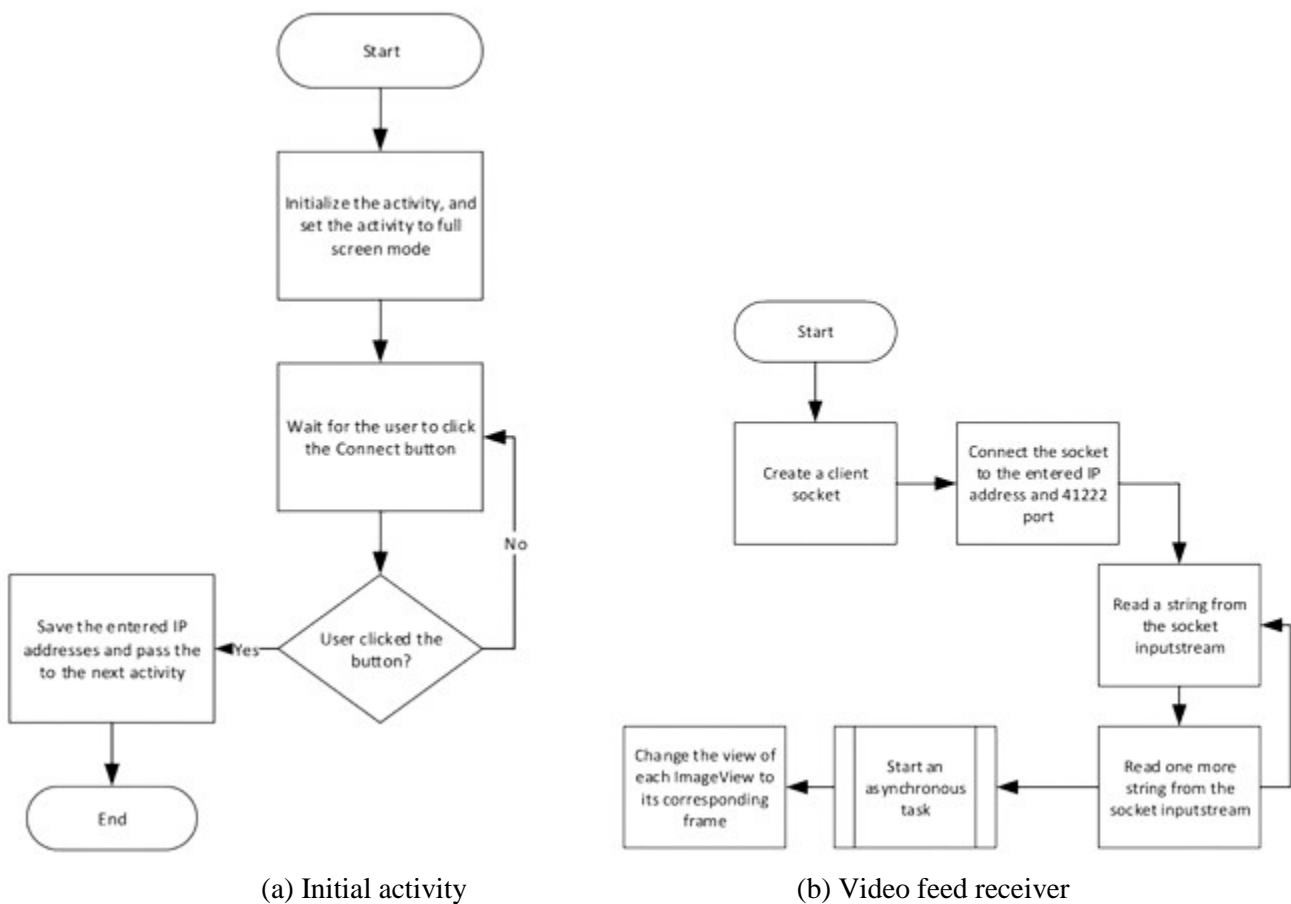 Start
Initialize the activity, and
set the activity to full
screen mode
Wait for the user to click
the Connect button
No
User clicked the
button?
Yes
Save the entered IP
addresses and pass the
to the next activity
End
(a) Initial activity
Start
Create a client
socket
Connect the socket
to the entered IP
address and 41222
port
Read a string from
the socket
inputstream
Read one more
string from the
socket inputstream
Start an
asynchronous
task
Change the view of
each ImageView to
its corresponding
frame
(b) Video feed receiver